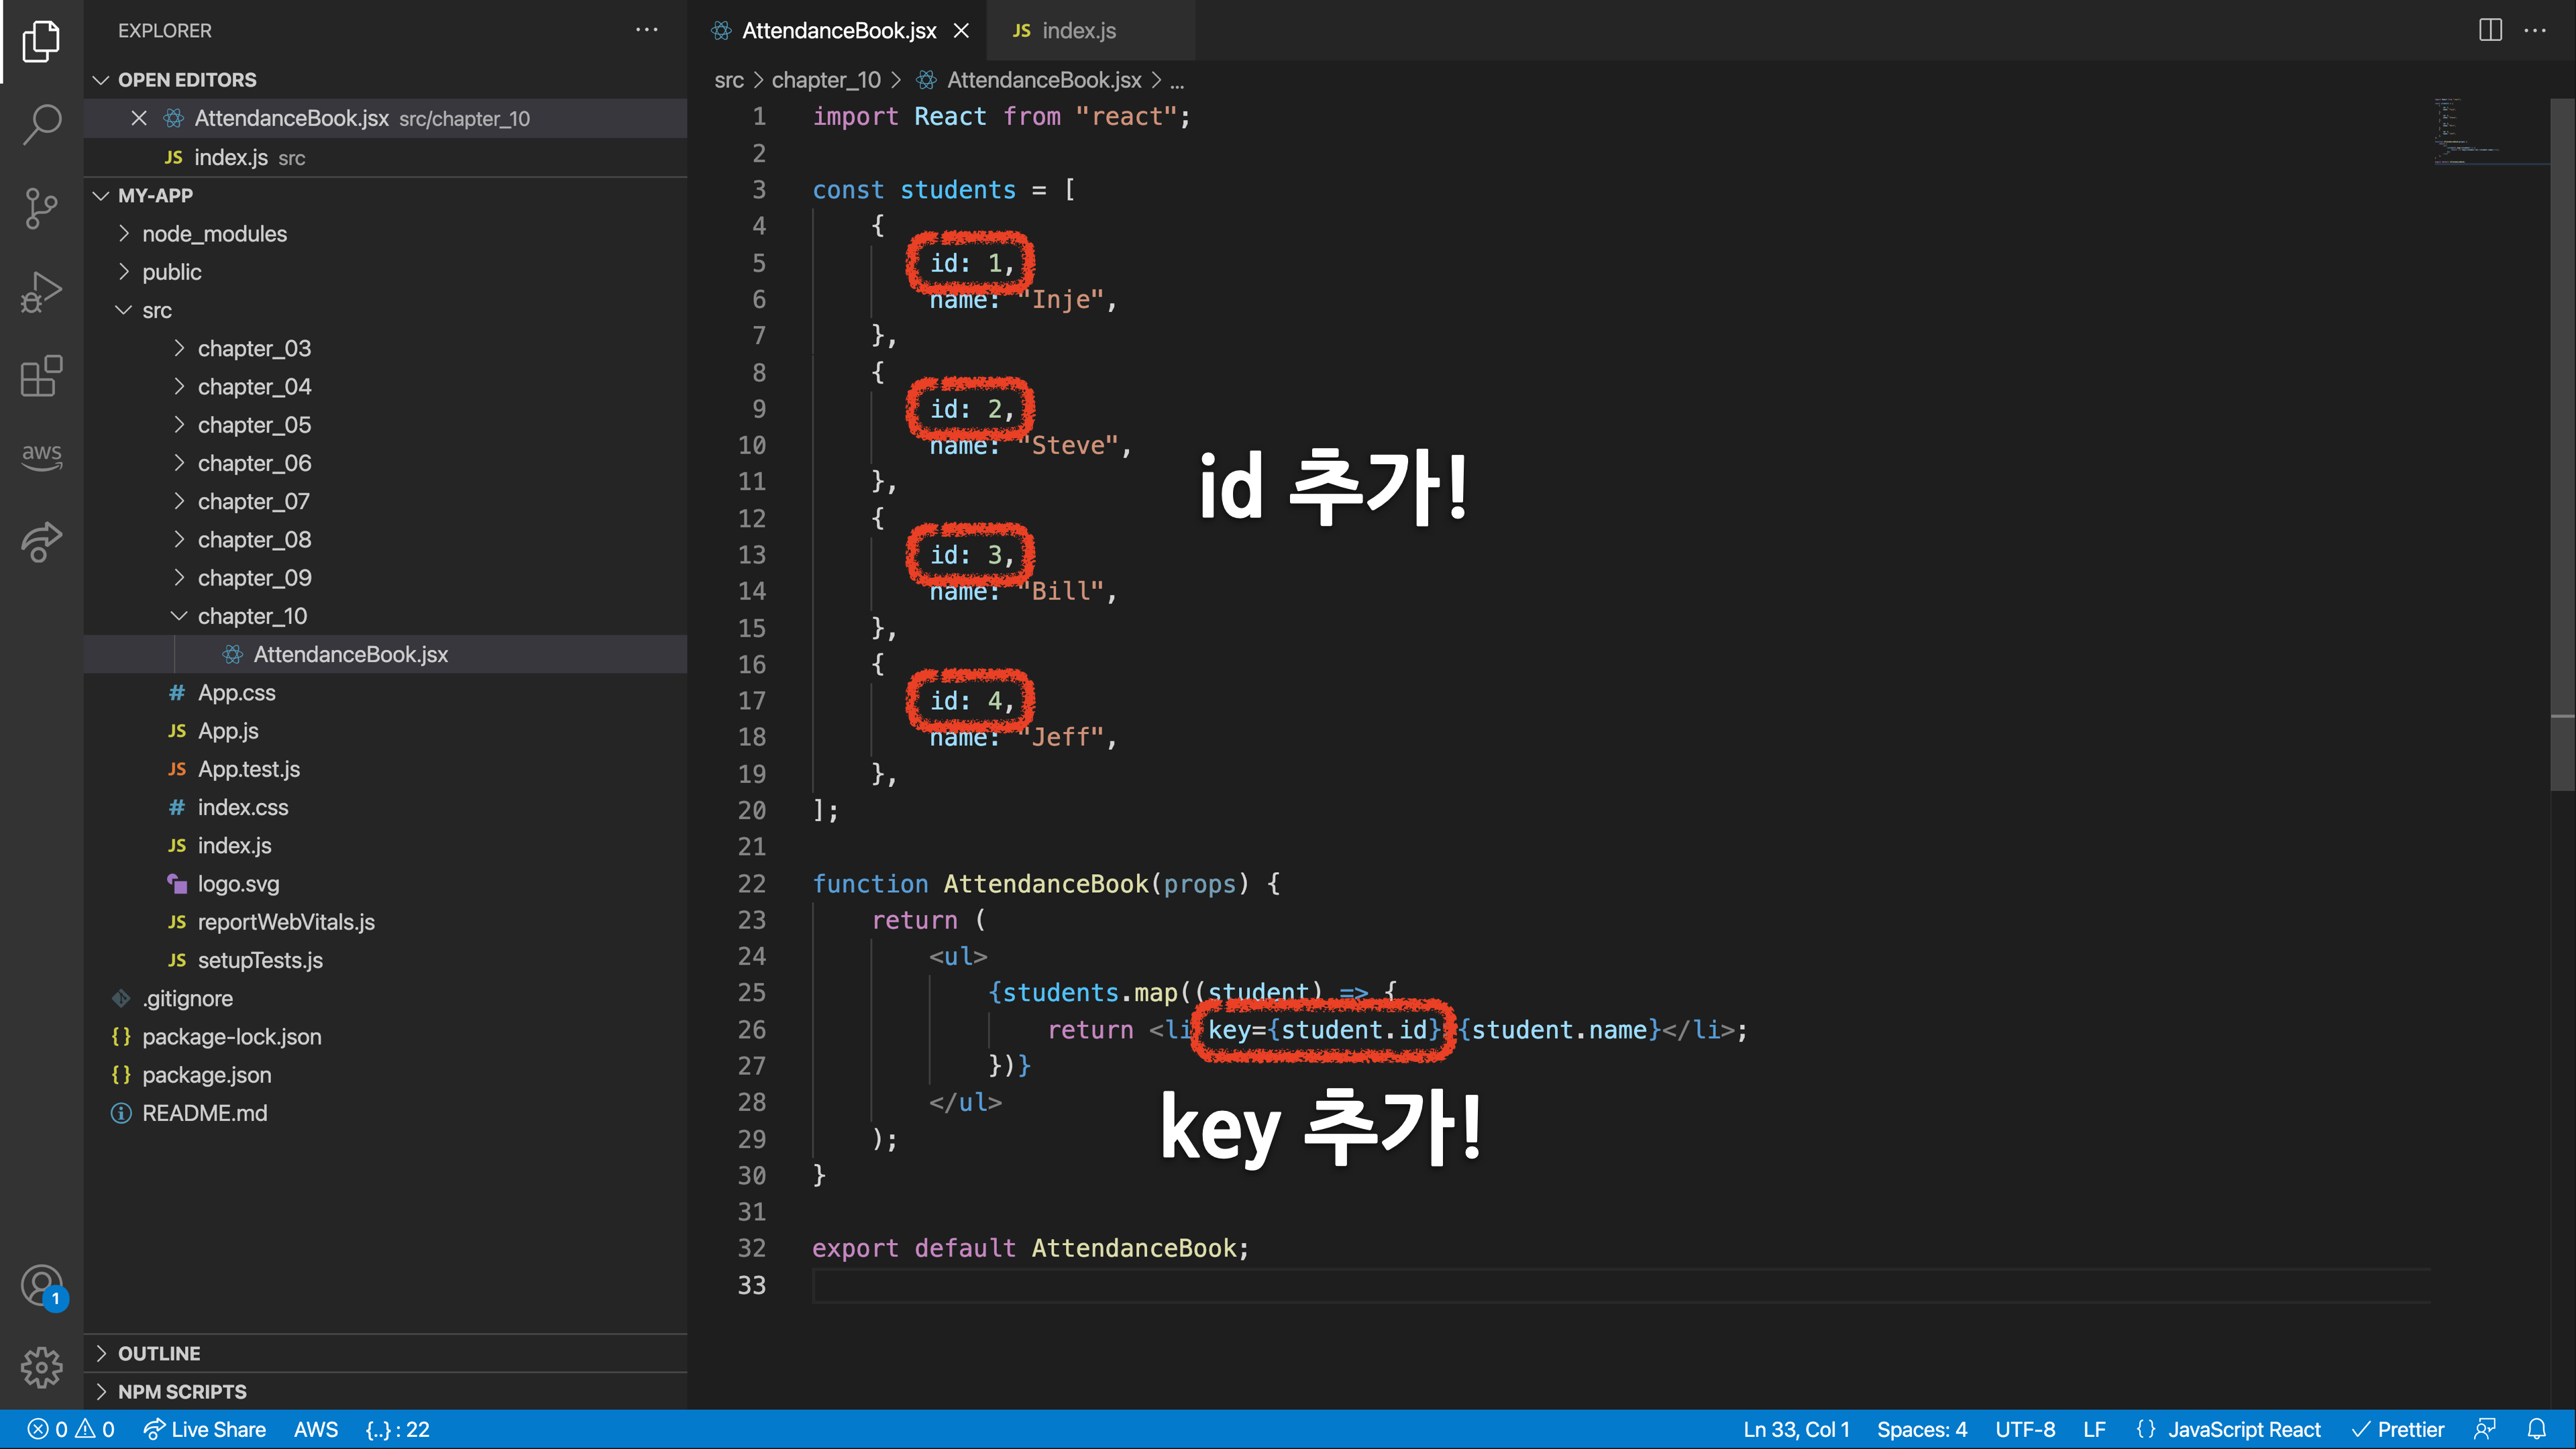 EXPLORER
OPEN EDITORS
AttendanceBook.jsx src/chapter_10
JS index.js src
MY-APP
node_modules
public
src
chapter_03
chapter_04
chapter_05
chapter_06
chapter_07
chapter_08
chapter_09
chapter_10
AttendanceBook.jsx
# App.css
JS App.js
JS App.test.js
# index.css
JS index.js
logo.svg
JS reportWebVitals.js
JS setupTests.js
.gitignore
{} package-lock.json
{} package.json
README.md
OUTLINE
NPM SCRIPTS
aws
1
AttendanceBook.jsx
JS index.js
src > chapter_10 > AttendanceBook.jsx > ...
1 import React from "react";
2
3 const students = [
4 {
5 id: 1,
6 name: "Inje",
7 },
8 {
9 id: 2,
10 name: "Steve",
11 },
12 {
13 id: 3,
14 name: "Bill",
15 },
16 {
17 id: 4,
18 name: "Jeff",
19 },
20 ];
21
22 function AttendanceBook(props) {
23 return (
24 <ul>
25 {students.map((student) => {
26 return <li key={student.id} {student.name}</li>;
27 })}
28 </ul>
29 );
30 }
31
32 export default AttendanceBook;
33
id 추가!
key 추가!
0 0 Live Share AWS {..} : 22
Ln 33, Col 1 Spaces: 4 UTF-8 LF {} JavaScript React Prettier